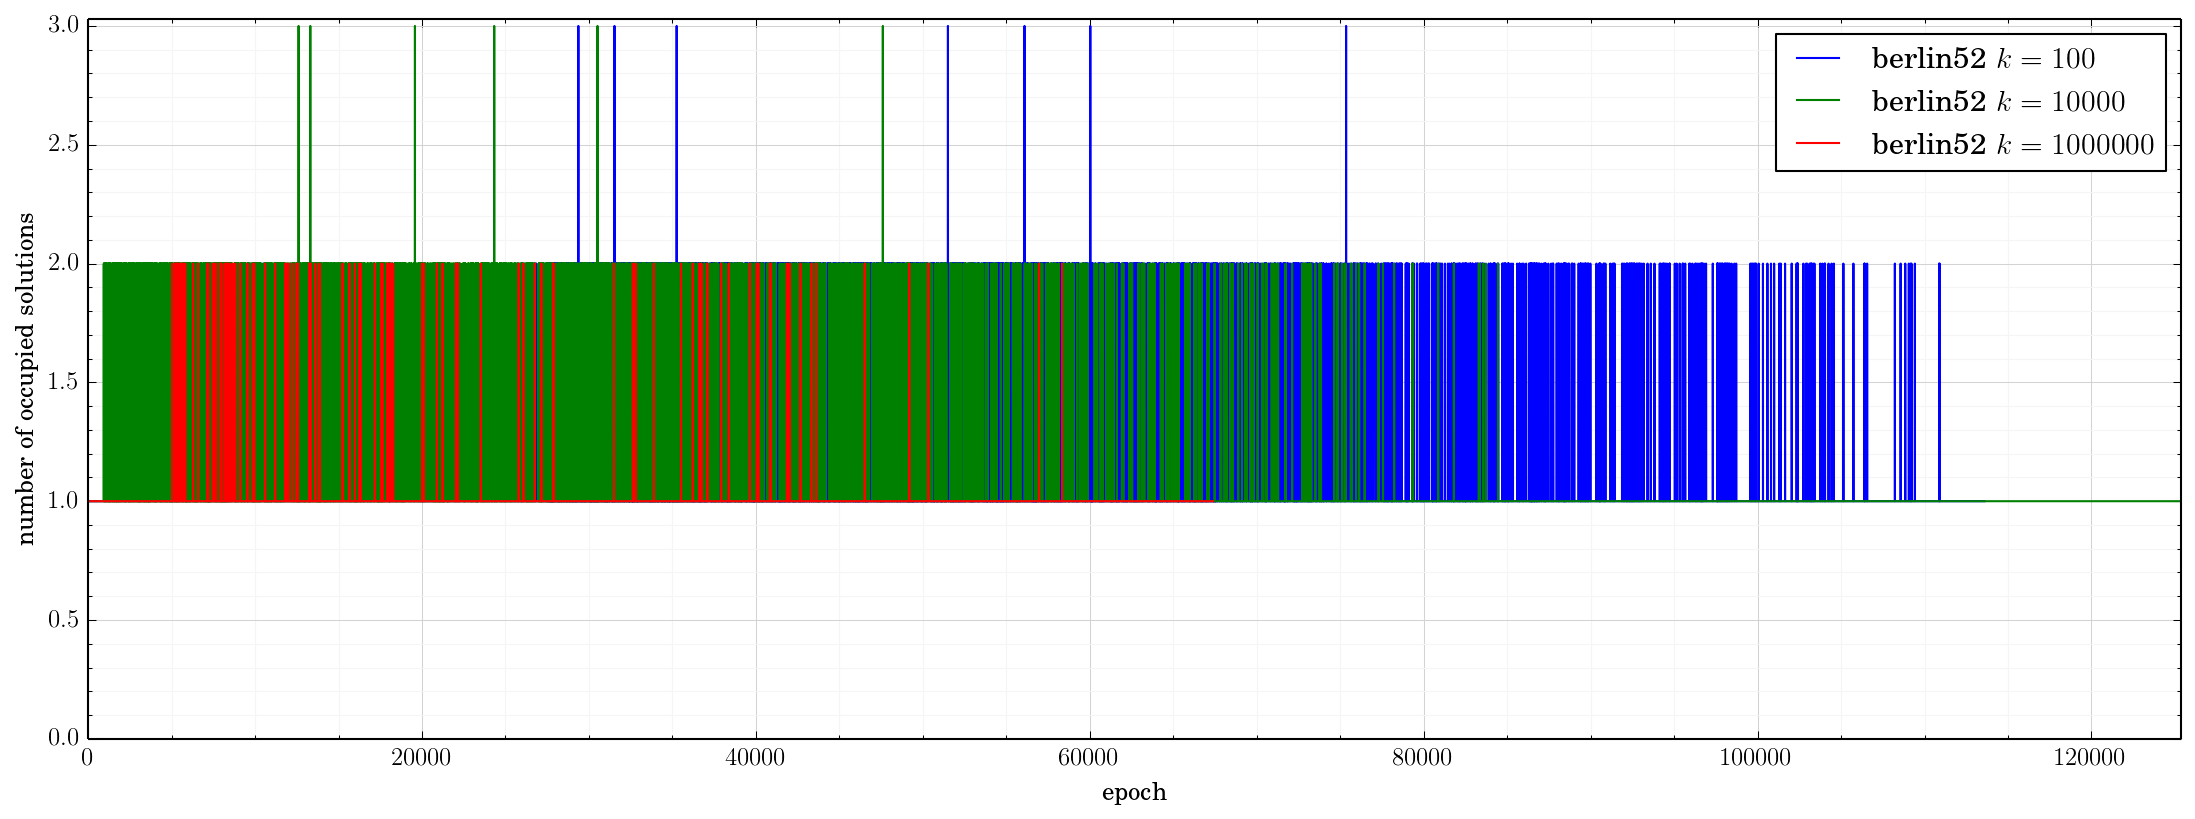 3.0
2.5
2.0
1.5
1.0
0.5
0.0
number of occupied solutions
berlin52 k = 100
berlin52 k = 10000
berlin52 k = 1000000
0 20000 40000 60000 80000 100000 120000
epoch